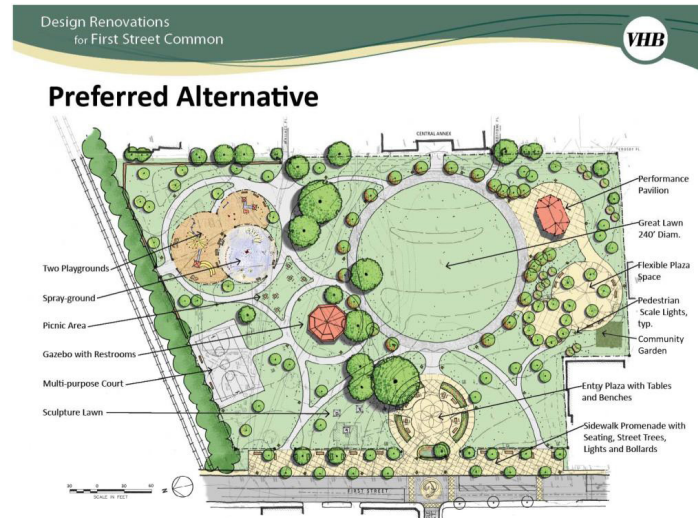 Design Renovations
for First Street Common
VHB
Preferred Alternative
CENTRAL ANNEX
Performance
Pavilion
Great Lawn
240' Diam.
Flexible Plaza
Space
Pedestrian
Scale Lights,
typ.
Community
Garden
Entry Plaza with Tables
and Benches
Sidewalk Promenade with
Seating, Street Trees,
Lights and Bollards
Two Playgrounds
Spray-ground
Picnic Area
Gazebo with Restrooms
Multi-purpose Court
Sculpture Lawn
SCALE IN FEET
FIRST STREET